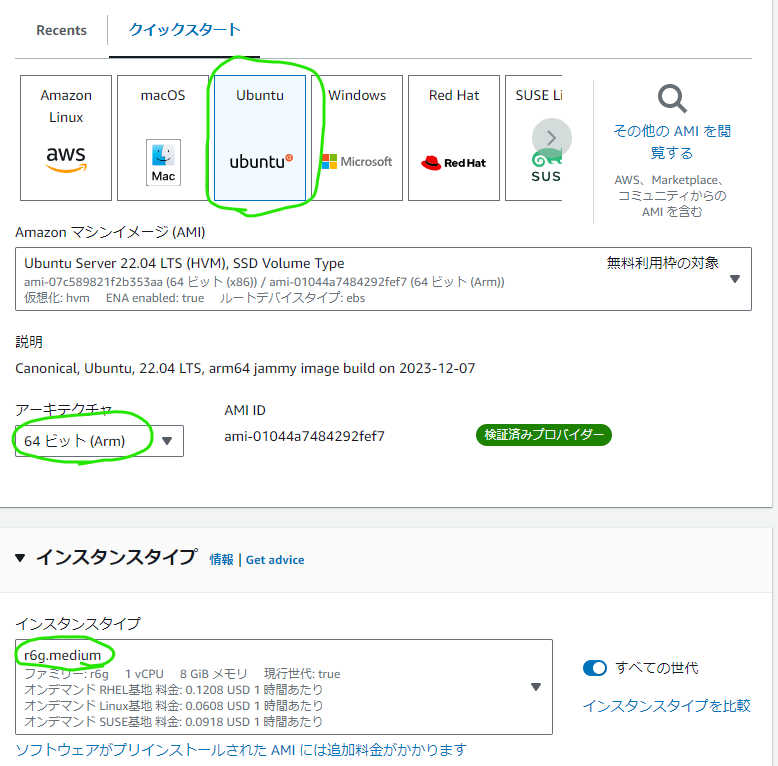 Recents
クイックスタート
Amazon
Linux
aws
macOS
Mac
Ubuntu
ubuntu
Windows
Microsoft
Red Hat
Red Hat
SUSE Li
SUS
その他の AMI を閲
覧する
AWS、Marketplace、
コミュニティからの
AMI を含む
Amazon マシンイメージ (AMI)
Ubuntu Server 22.04 LTS (HVM), SSD Volume Type
無料利用枠の対象
ami-07c589821f2b353aa (64 ビット (x86)) / ami-01044a7484292fef7 (64 ビット (Arm))
仮想化: hvm ENA enabled: true ルートデバイスタイプ: ebs
説明
Canonical, Ubuntu, 22.04 LTS, arm64 jammy image build on 2023-12-07
アーキテクチャ
AMI ID
64 ビット (Arm)
ami-01044a7484292fef7
検証済みプロバイダー
インスタンスタイプ 情報 | Get advice
インスタンスタイプ
r6g.medium
ファミリー: r6g 1 vCPU 8 GiB メモリ 現行世代: true
オンデマンド RHEL基地 料金: 0.1208 USD 1 時間あたり
オンデマンド Linux基地 料金: 0.0608 USD 1 時間あたり
オンデマンド SUSE基地 料金: 0.0918 USD 1 時間あたり
すべての世代
インスタンスタイプを比較
ソフトウェアがプリインストールされた AMI には追加料金がかかります